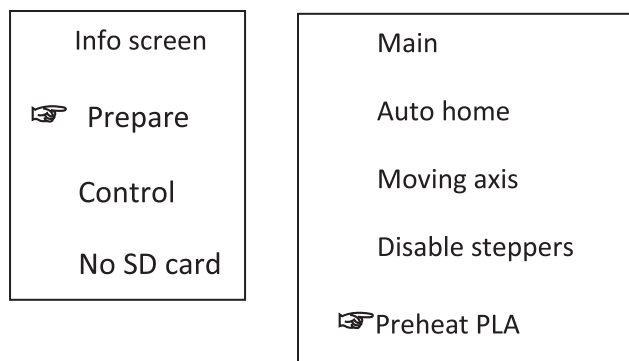 Info screen
Prepare
Control
No SD card
Main
Auto home
Moving axis
Disable steppers
Preheat PLA